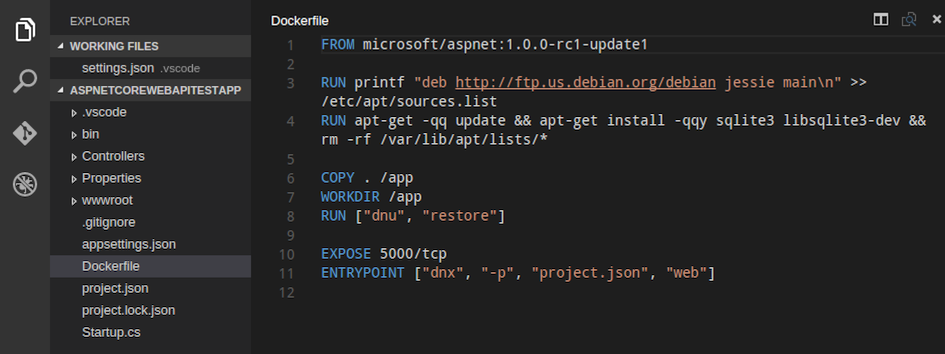 EXPLORER
WORKING FILES
settings.json .vscode
ASPNETCOREWEBAPITESTAPP
.vscode
bin
Controllers
Properties
wwwroot
.gitignore
appsettings.json
Dockerfile
project.json
project.lock.json
Startup.cs
Dockerfile
1 FROM microsoft/aspnet:1.0.0-rc1-update1
2
3 RUN printf "deb http://ftp.us.debian.org/debian jessie main\n" >>
/etc/apt/sources.list
4 RUN apt-get -qq update && apt-get install -qqy sqlite3 libsqlite3-dev &&
rm -rf /var/lib/apt/lists/*
5
6 COPY . /app
7 WORKDIR /app
8 RUN ["dnu", "restore"]
9
10 EXPOSE 5000/tcp
11 ENTRYPOINT ["dnx", "-p", "project.json", "web"]
12